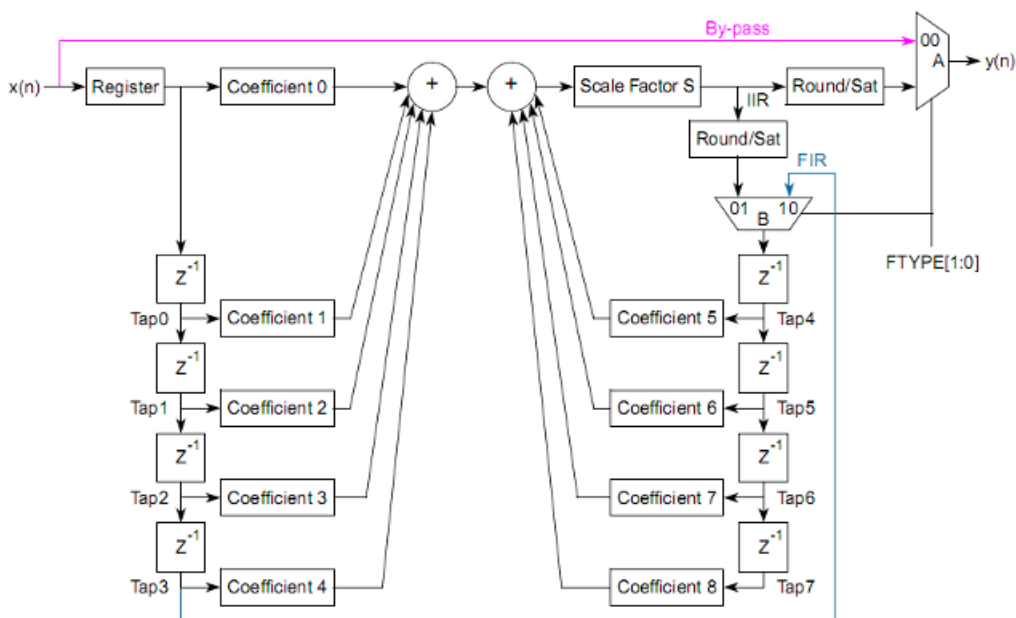 By-pass
00
A
x(n)
Register
Coefficient 0
+
+
Scale Factor S
IIR
Round/Sat
y(n)
Round/Sat
FIR
01
10
B
FTYPE[1:0]
Z-1
Z-1
Tap0
Coefficient 1
Coefficient 5
Tap4
Z-1
Z-1
Tap1
Coefficient 2
Coefficient 6
Tap5
Z-1
Z-1
Tap2
Coefficient 3
Coefficient 7
Tap6
Z-1
Z-1
Tap3
Coefficient 4
Coefficient 8
Tap7